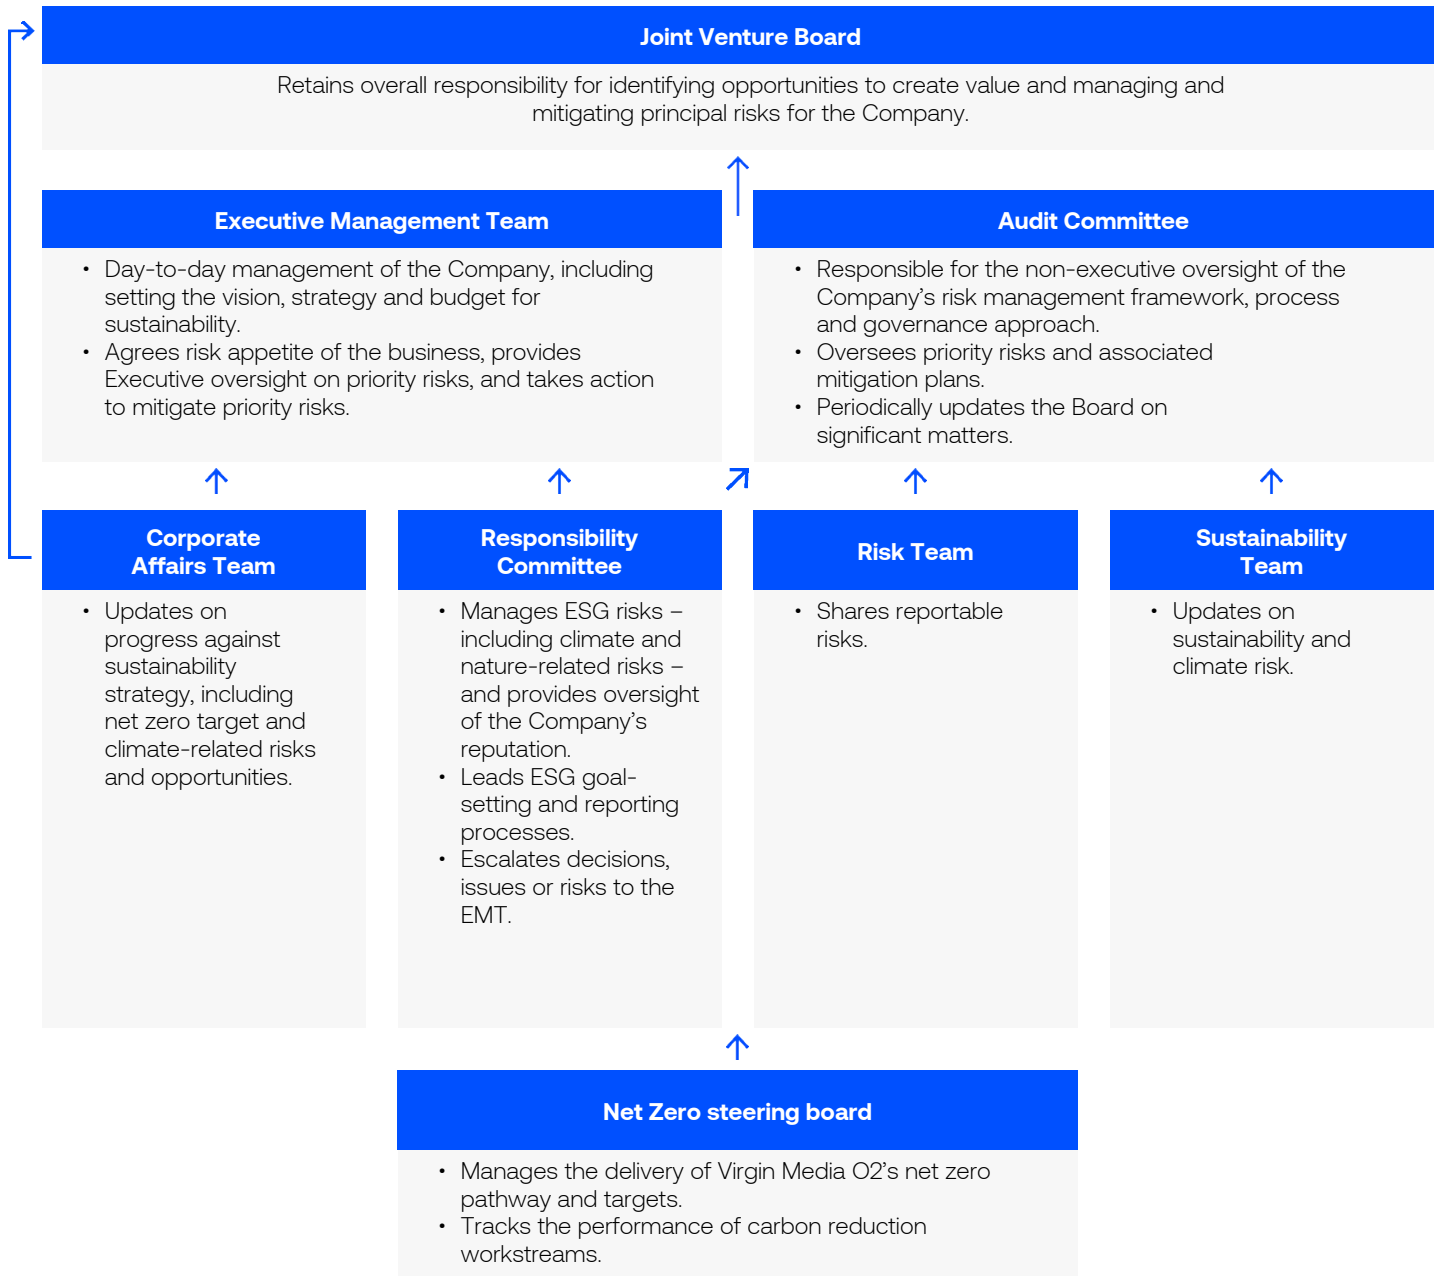 Joint Venture Board
Retains overall responsibility for identifying opportunities to create value and managing and
mitigating principal risks for the Company.
Executive Management Team
• Day-to-day management of the Company, including
setting the vision, strategy and budget for
sustainability.
• Agrees risk appetite of the business, provides
Executive oversight on priority risks, and takes action
to mitigate priority risks.
Audit Committee
• Responsible for the non-executive oversight of the
Company’s risk management framework, process
and governance approach.
• Oversees priority risks and associated
mitigation plans.
• Periodically updates the Board on
significant matters.
Corporate
Affairs Team
• Updates on
progress against
sustainability
strategy, including
net zero target and
climate-related risks
and opportunities.
Responsibility
Committee
• Manages ESG risks –
including climate and
nature-related risks –
and provides oversight
of the Company’s
reputation.
• Leads ESG goal-
setting and reporting
processes.
• Escalates decisions,
issues or risks to the
EMT.
Risk Team
• Shares reportable
risks.
Sustainability
Team
• Updates on
sustainability and
climate risk.
Net Zero steering board
• Manages the delivery of Virgin Media O2’s net zero
pathway and targets.
• Tracks the performance of carbon reduction
workstreams.